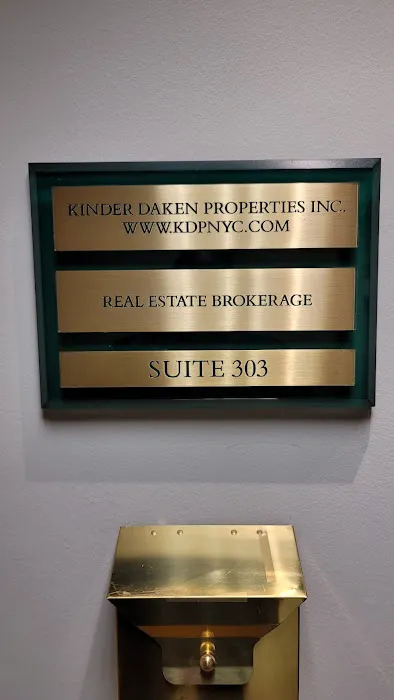 KINDER DAKEN PROPERTIES INC.
WWW.KDPNYC.COM
REAL ESTATE BROKERAGE
SUITE 303